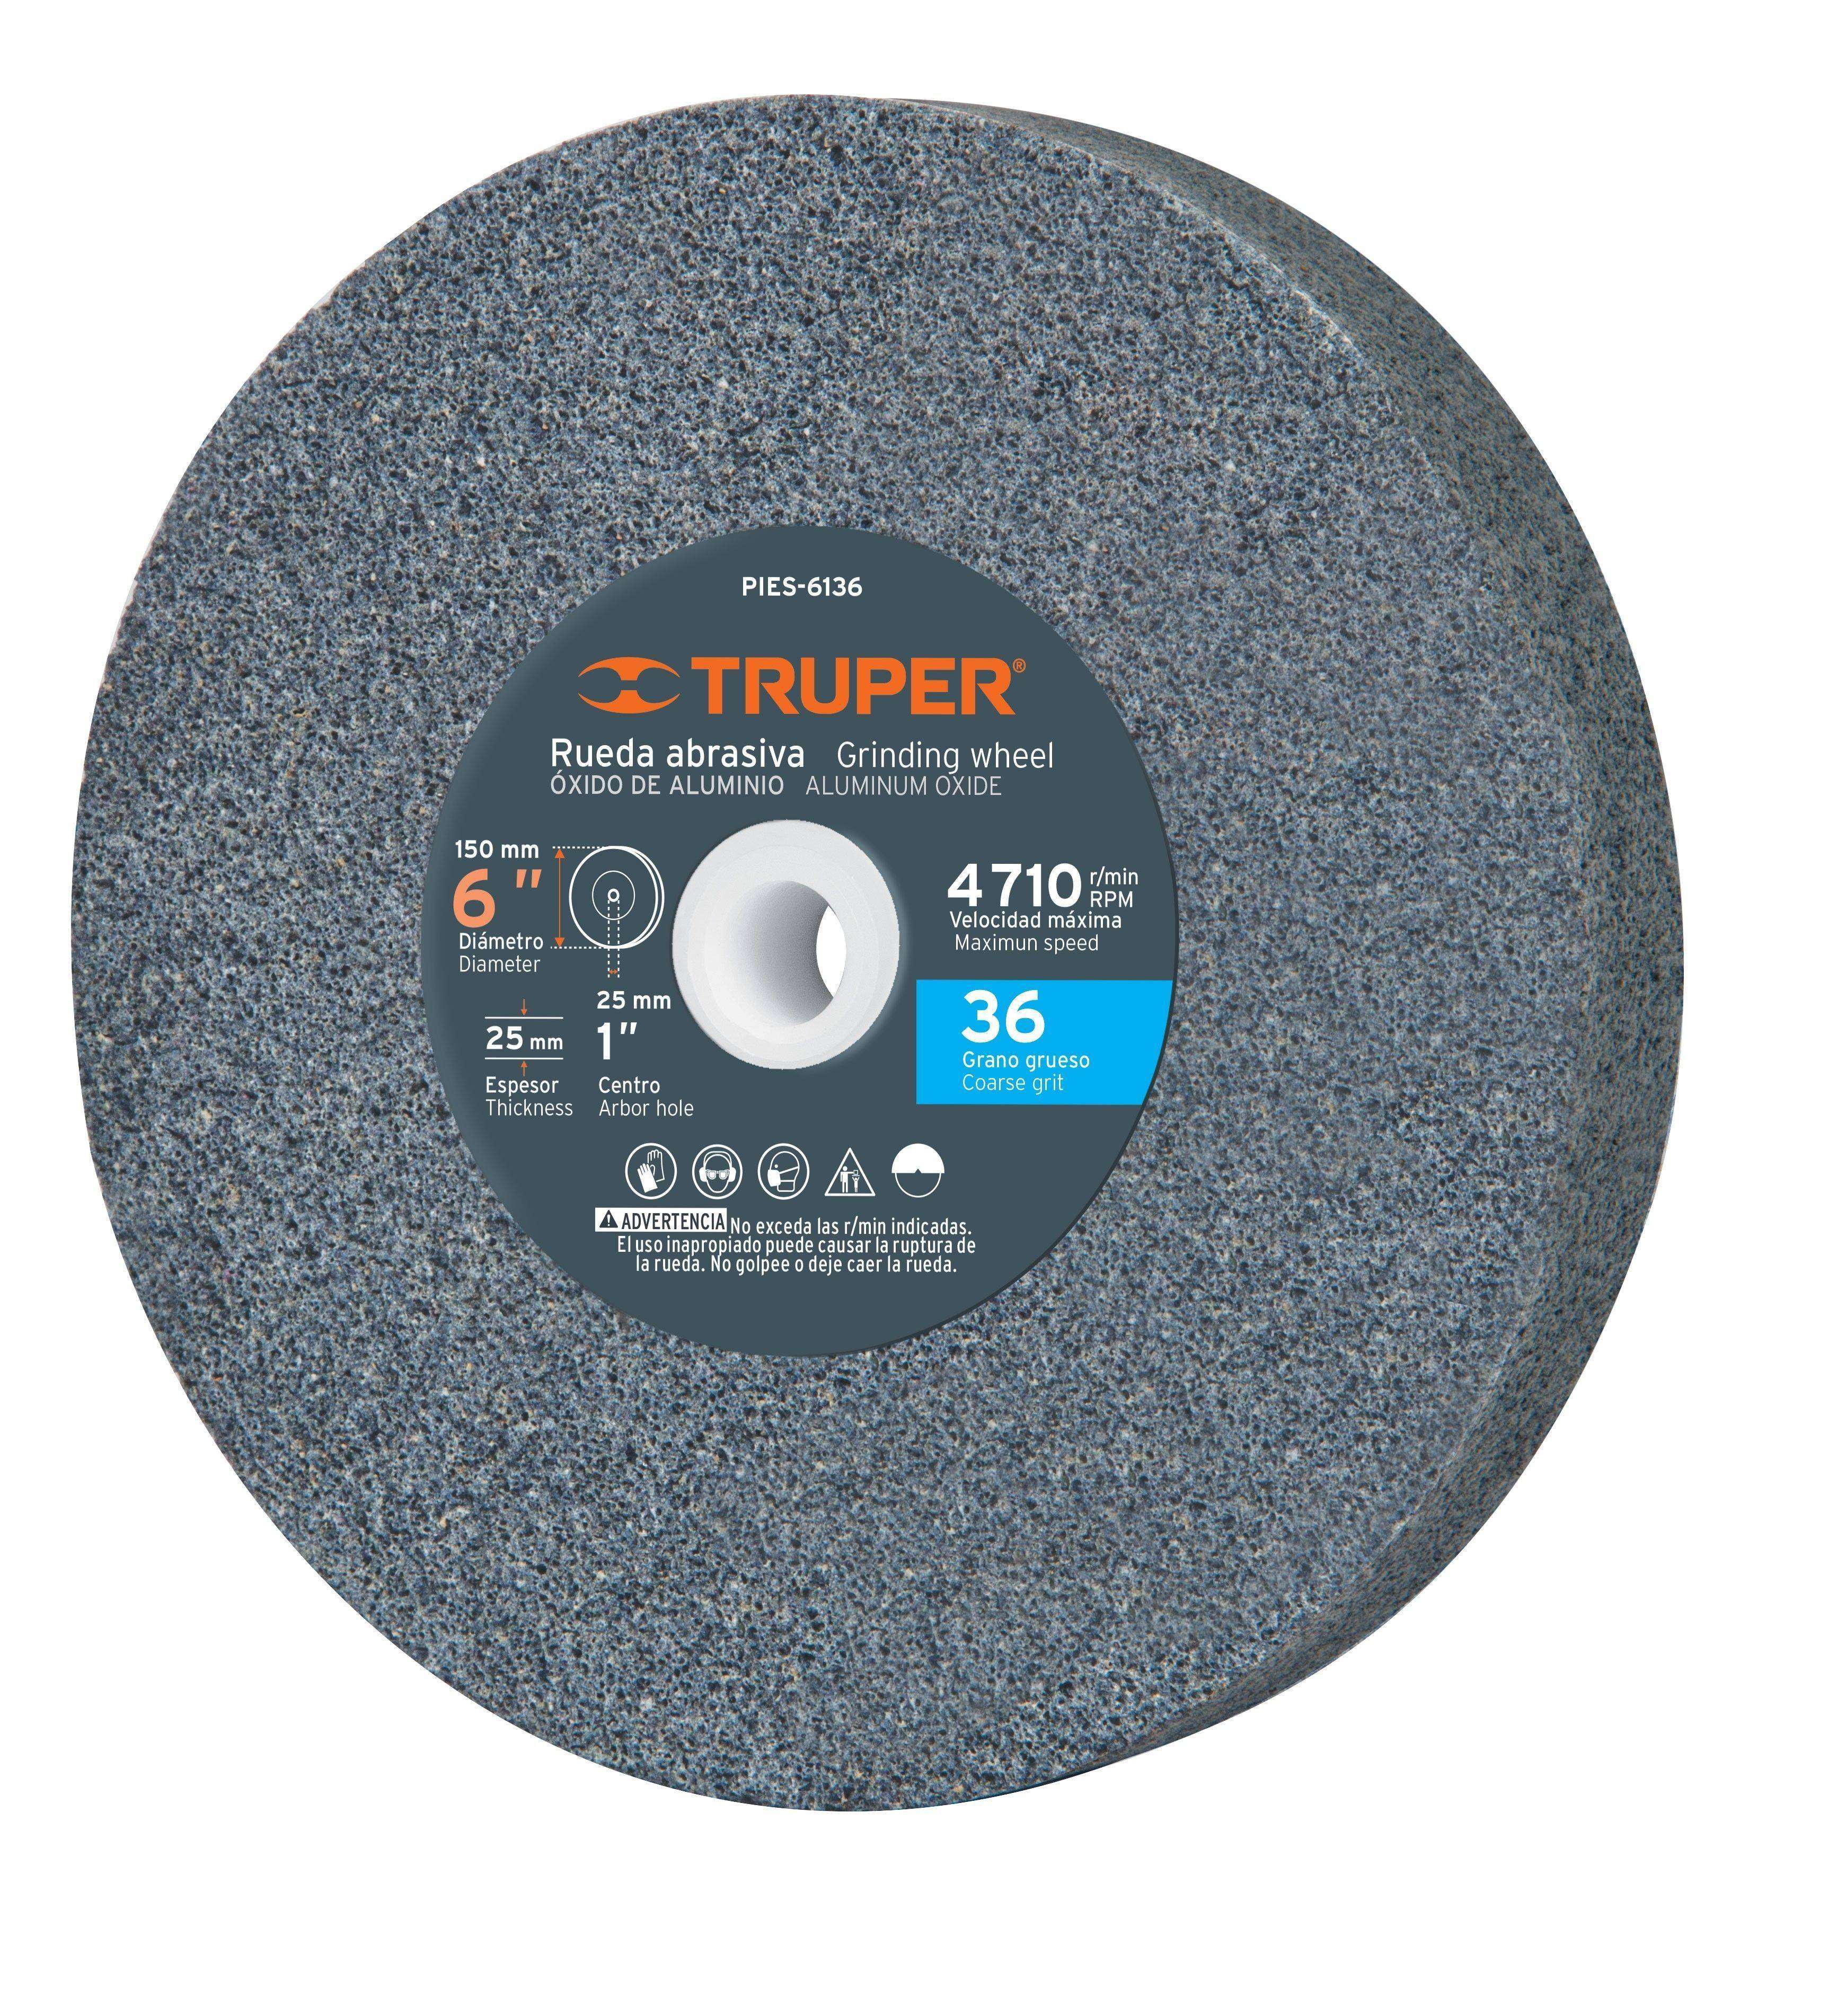 PIES-6136
TRUPER®
Rueda abrasiva Grinding wheel
ÓXIDO DE ALUMINIO ALUMINUM OXIDE
150 mm
6"
Diámetro
Diameter
25 mm
Espesor
Thickness
25 mm
1"
Centro
Arbor hole
4 710 r/min RPM
Velocidad máxima
Maximun speed
36
Grano grueso
Coarse grit
ADVERTENCIA No exceda las r/min indicadas.
El uso inapropiado puede causar la ruptura de
la rueda. No golpee o deje caer la rueda.